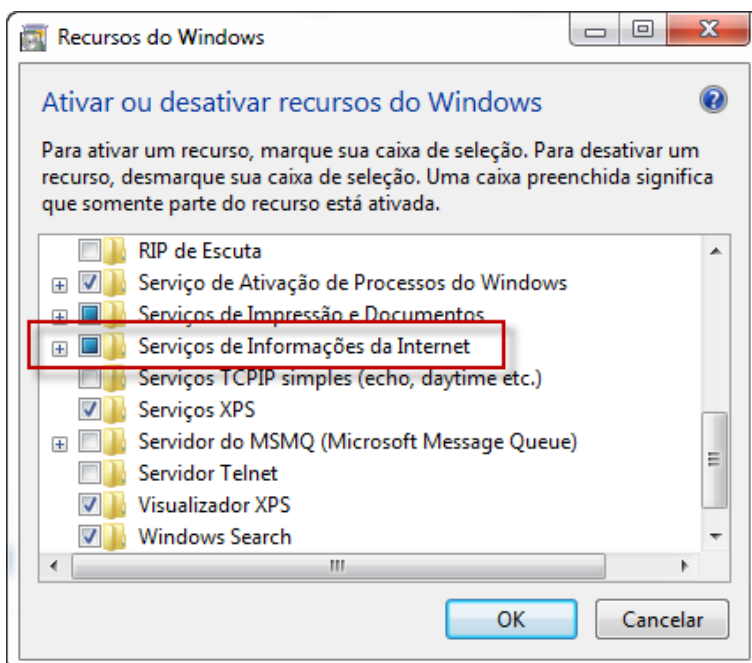 Recursos do Windows
Ativar ou desativar recursos do Windows
Para ativar um recurso, marque sua caixa de seleção. Para desativar um
recurso, desmarque sua caixa de seleção. Uma caixa preenchida significa
que somente parte do recurso está ativada.
RIP de Escuta
Serviço de Ativação de Processos do Windows
Serviços de Impressão e Documentos
Serviços de Informações da Internet
Serviços TCPIP simples (echo, daytime etc.)
Serviços XPS
Servidor do MSMQ (Microsoft Message Queue)
Servidor Telnet
Visualizador XPS
Windows Search
OK
Cancelar